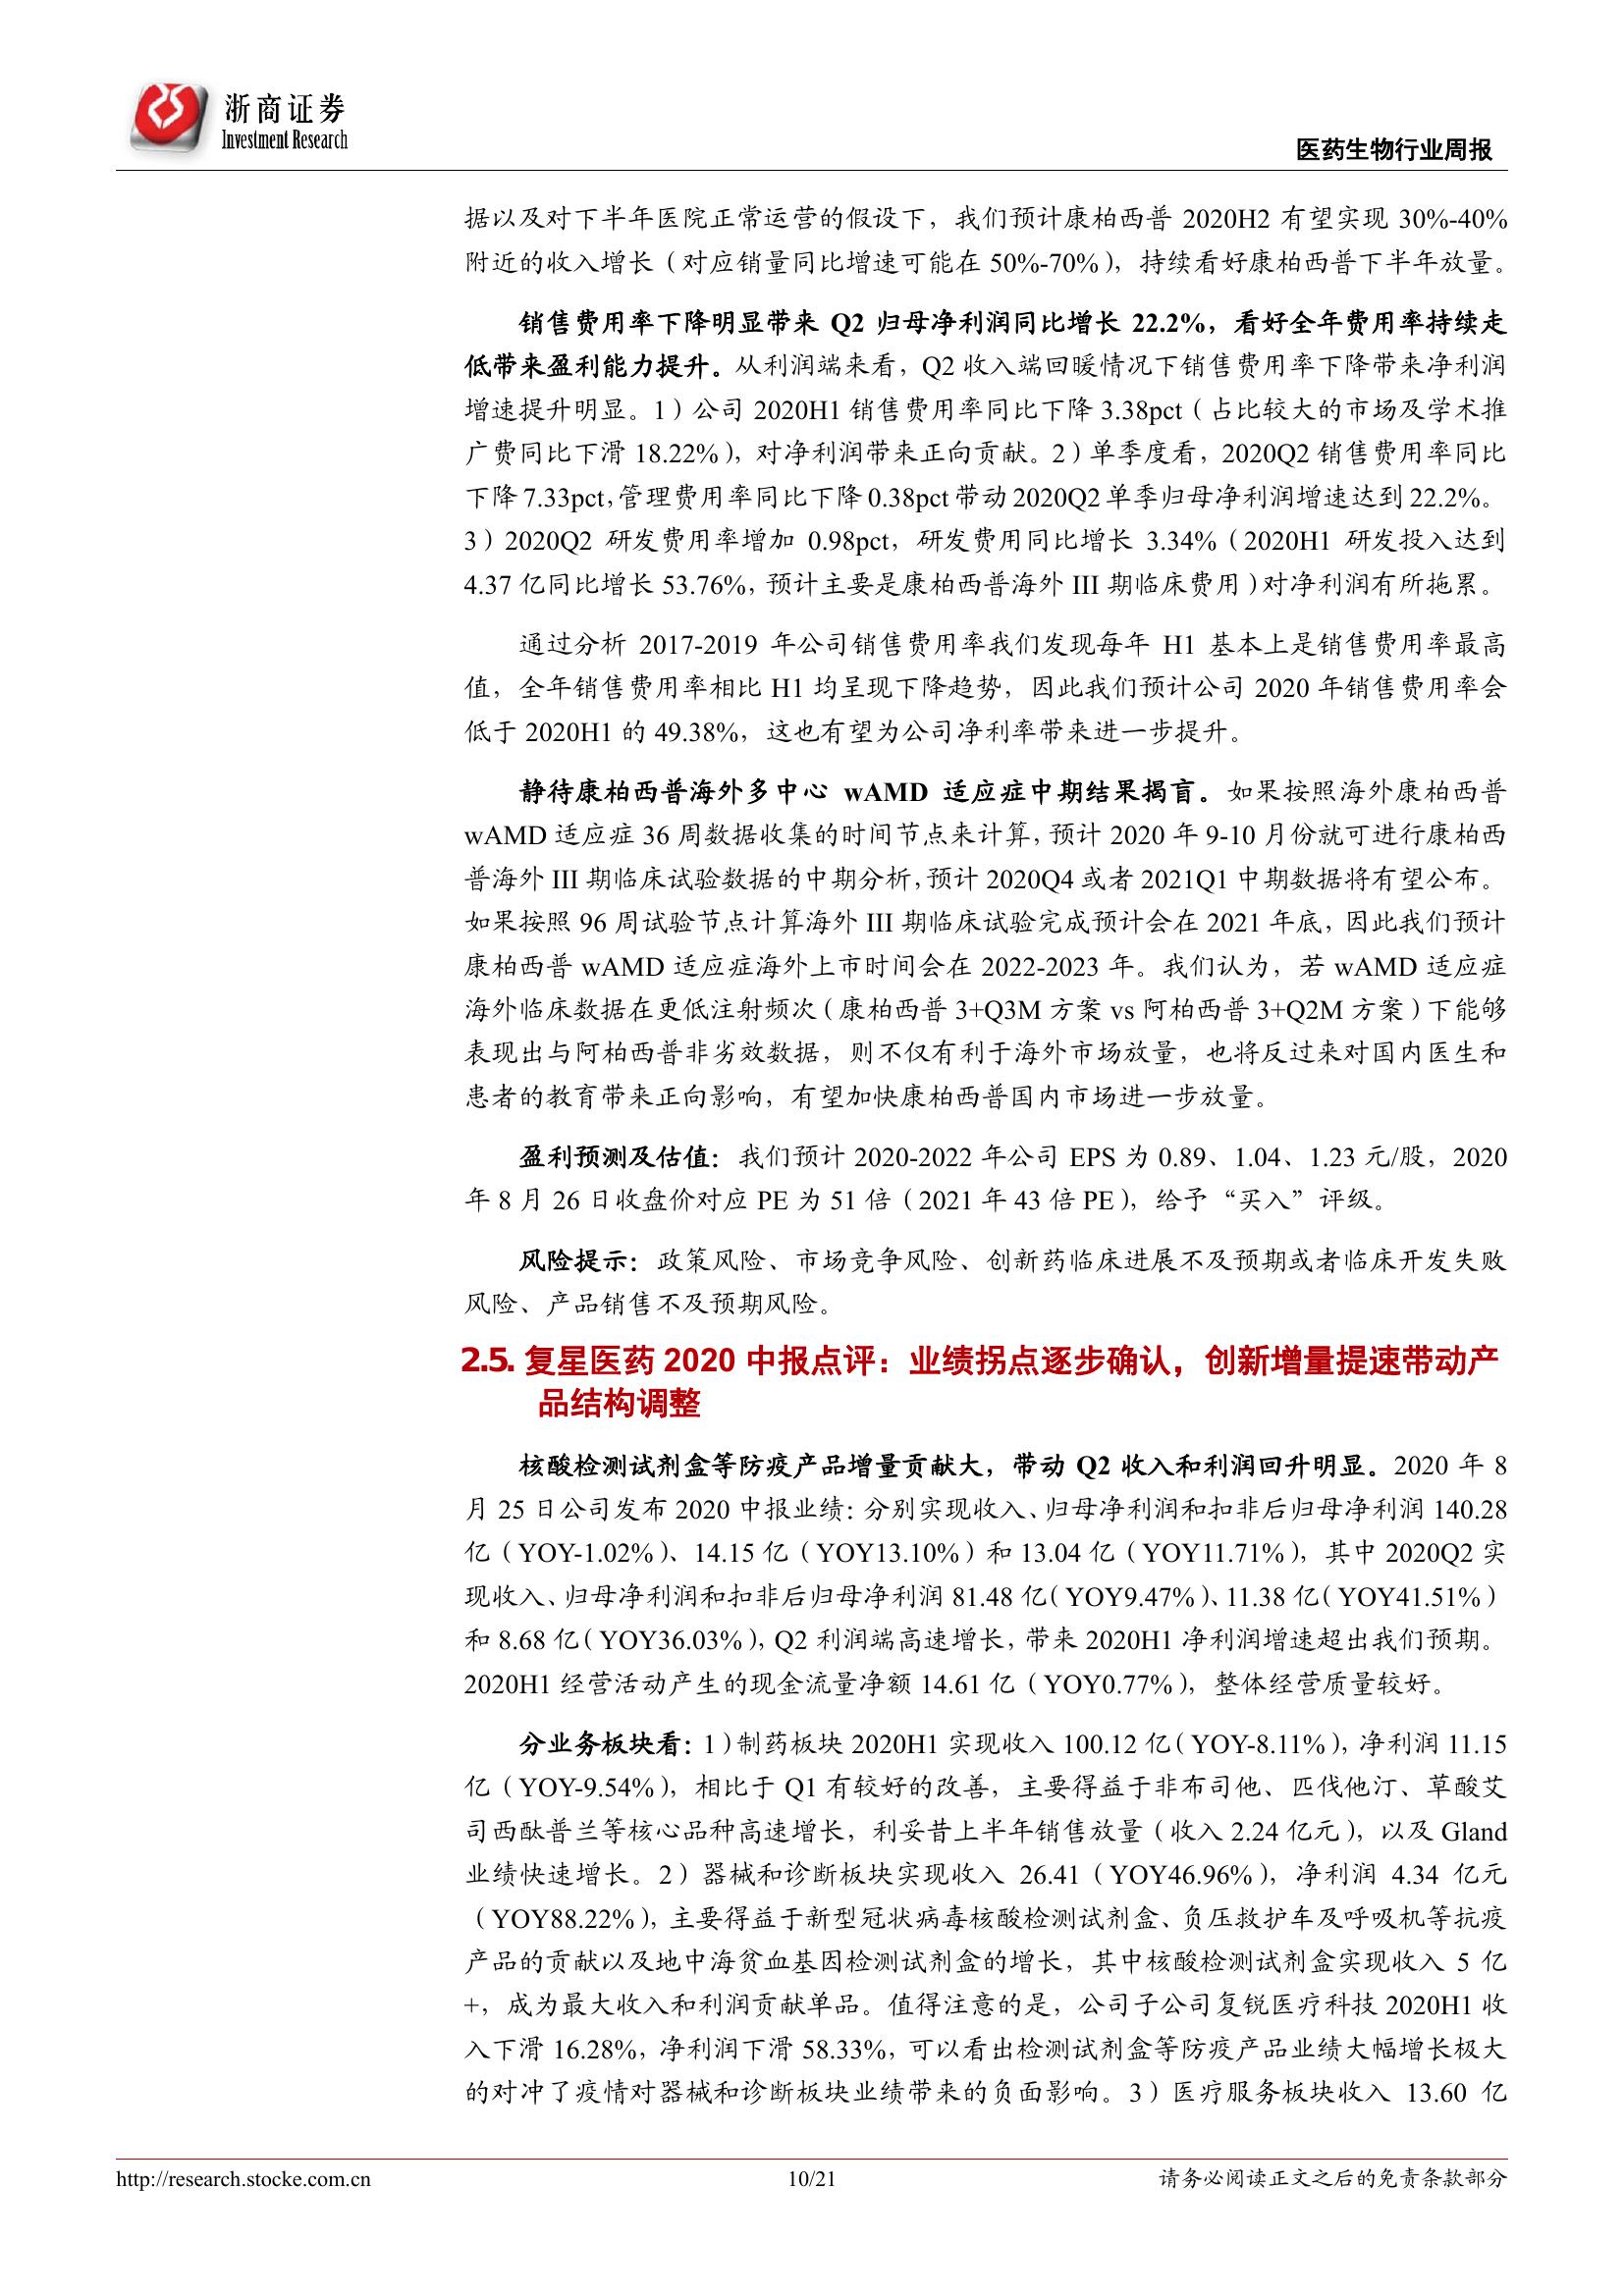 浙商证券
Investment Research
医药生物行业周报
据以及对下半年医院正常运营的假设下，我们预计康柏西普 2020H2 有望实现 30%-40%
附近的收入增长（对应销量同比增速可能在 50%-70%），持续看好康柏西普下半年放量。
销售费用率下降明显带来 Q2 归母净利润同比增长 22.2%，看好全年费用率持续走
低带来盈利能力提升。从利润端来看，Q2 收入端回暖情况下销售费用率下降带来净利润
增速提升明显。1）公司 2020H1 销售费用率同比下降 3.38pct（占比较大的市场及学术推
广费同比下滑 18.22%），对净利润带来正向贡献。2）单季度看，2020Q2 销售费用率同比
下降 7.33pct，管理费用率同比下降 0.38pct 带动 2020Q2 单季归母净利润增速达到 22.2%。
3）2020Q2 研发费用率增加 0.98pct，研发费用同比增长 3.34%（2020H1 研发投入达到
4.37 亿同比增长 53.76%，预计主要是康柏西普海外 III 期临床费用）对净利润有所拖累。
通过分析 2017-2019 年公司销售费用率我们发现每年 H1 基本上是销售费用率最高
值，全年销售费用率相比 H1 均呈现下降趋势，因此我们预计公司 2020 年销售费用率会
低于 2020H1 的 49.38%，这也有望为公司净利率带来进一步提升。
静待康柏西普海外多中心 wAMD 适应症中期结果揭盲。如果按照海外康柏西普
wAMD 适应症 36 周数据收集的时间节点来计算，预计 2020 年 9-10 月份就可进行康柏西
普海外 III 期临床试验数据的中期分析，预计 2020Q4 或者 2021Q1 中期数据将有望公布。
如果按照 96 周试验节点计算海外 III 期临床试验完成预计会在 2021 年底，因此我们预计
康柏西普 wAMD 适应症海外上市时间会在 2022-2023 年。我们认为，若 wAMD 适应症
海外临床数据在更低注射频次（康柏西普 3+Q3M 方案 vs 阿柏西普 3+Q2M 方案）下能够
表现出与阿柏西普非劣效数据，则不仅有利于海外市场放量，也将反过来对国内医生和
患者的教育带来正向影响，有望加快康柏西普国内市场进一步放量。
盈利预测及估值：我们预计 2020-2022 年公司 EPS 为 0.89、1.04、1.23 元/股，2020
年 8 月 26 日收盘价对应 PE 为 51 倍（2021 年 43 倍 PE），给予“买入”评级。
风险提示：政策风险、市场竞争风险、创新药临床进展不及预期或者临床开发失败
风险、产品销售不及预期风险。
2.5. 复星医药 2020 中报点评：业绩拐点逐步确认，创新增量提速带动产
品结构调整
核酸检测试剂盒等防疫产品增量贡献大，带动 Q2 收入和利润回升明显。2020 年 8
月 25 日公司发布 2020 中报业绩：分别实现收入、归母净利润和扣非后归母净利润 140.28
亿（YOY-1.02%）、14.15 亿（YOY13.10%）和 13.04 亿（YOY11.71%），其中 2020Q2 实
现收入、归母净利润和扣非后归母净利润 81.48 亿（YOY9.47%）、11.38 亿（YOY41.51%）
和 8.68 亿（YOY36.03%），Q2 利润端高速增长，带来 2020H1 净利润增速超出我们预期。
2020H1 经营活动产生的现金流量净额 14.61 亿（YOY0.77%），整体经营质量较好。
分业务板块看：1）制药板块 2020H1 实现收入 100.12 亿（YOY-8.11%），净利润 11.15
亿（YOY-9.54%），相比于 Q1 有较好的改善，主要得益于非布司他、匹伐他汀、草酸艾
司西酞普兰等核心品种高速增长，利妥昔上半年销售放量（收入 2.24 亿元），以及 Gland
业绩快速增长。2）器械和诊断板块实现收入 26.41（YOY46.96%），净利润 4.34 亿元
（YOY88.22%），主要得益于新型冠状病毒核酸检测试剂盒、负压救护车及呼吸机等抗疫
产品的贡献以及地中海贫血基因检测试剂盒的增长，其中核酸检测试剂盒实现收入 5 亿
+，成为最大收入和利润贡献单品。值得注意的是，公司子公司复锐医疗科技 2020H1 收
入下滑 16.28%，净利润下滑 58.33%，可以看出检测试剂盒等防疫产品业绩大幅增长极大
的对冲了疫情对器械和诊断板块业绩带来的负面影响。3）医疗服务板块收入 13.60 亿
http://research.stocke.com.cn
10/21
请务必阅读正文之后的免责条款部分